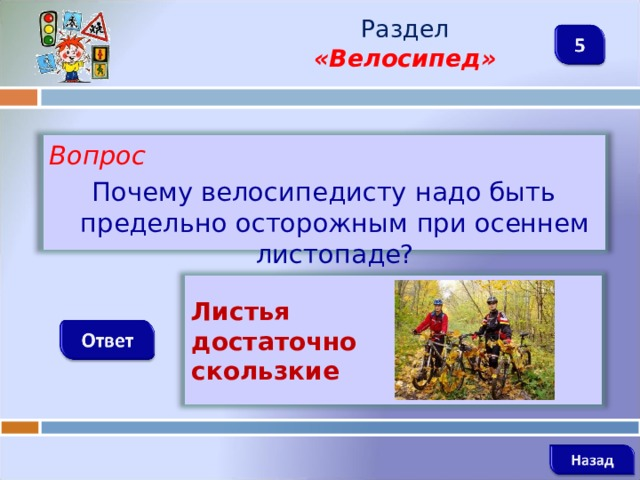 Раздел
«Велосипед»
5
Вопрос
Почему велосипедисту надо быть
предельно осторожным при осеннем
листопаде?
Листья
достаточно
скользкие
Ответ
Назад